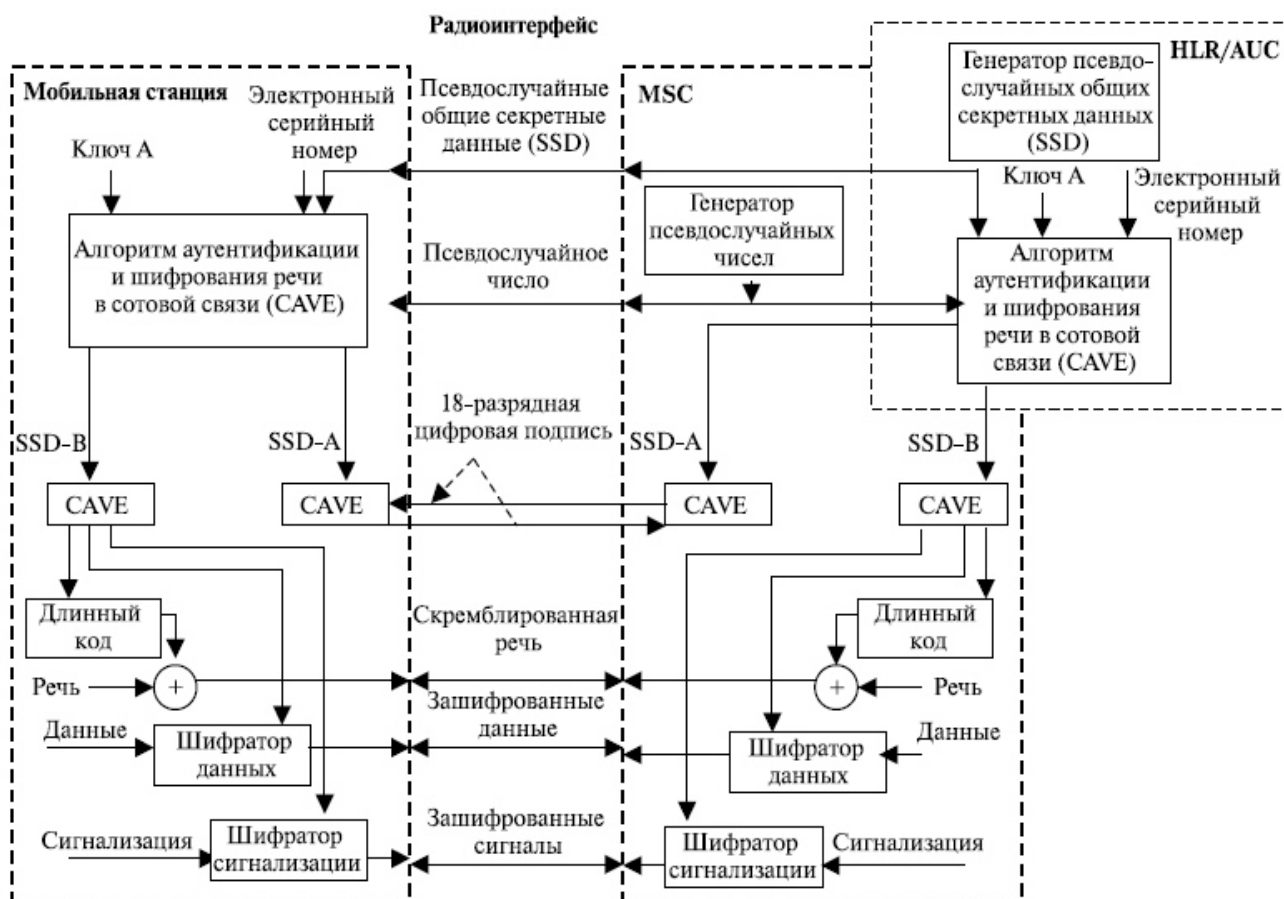 Радиоинтерфейс
HLR/AUC
Мобильная станция
Электронный
серийный
номер
Ключ А
Псевдослучайные
общие секретные
данные (SSD)
MSC
Генератор псевдо-
случайных общих
секретных данных
(SSD)
Ключ А
Электронный
серийный
номер
Генератор
псевдослучайных
чисел
Алгоритм аутентификации
и шифрования речи
в сотовой связи (CAVE)
Псевдослучайное
число
Алгоритм
аутентификации
и шифрования
речи в сотовой
связи (CAVE)
18-разрядная
цифровая подпись
SSD-B
SSD-A
SSD-A
SSD-B
CAVE
CAVE
CAVE
CAVE
Длинный
код
Скремблированная
речь
Длинный
код
Речь
+
+
Речь
Зашифрованные
данные
Данные
Шифратор
данных
Шифратор
данных
Данные
Сигнализация
Шифратор
сигнализации
Зашифрованные
сигналы
Шифратор
сигнализации
Сигнализация